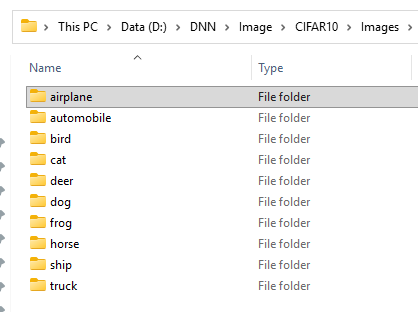 This PC > Data (D:) > DNN > Image > CIFAR10 > Images
Name Type
airplane File folder
automobile File folder
bird File folder
cat File folder
deer File folder
dog File folder
frog File folder
horse File folder
ship File folder
truck File folder